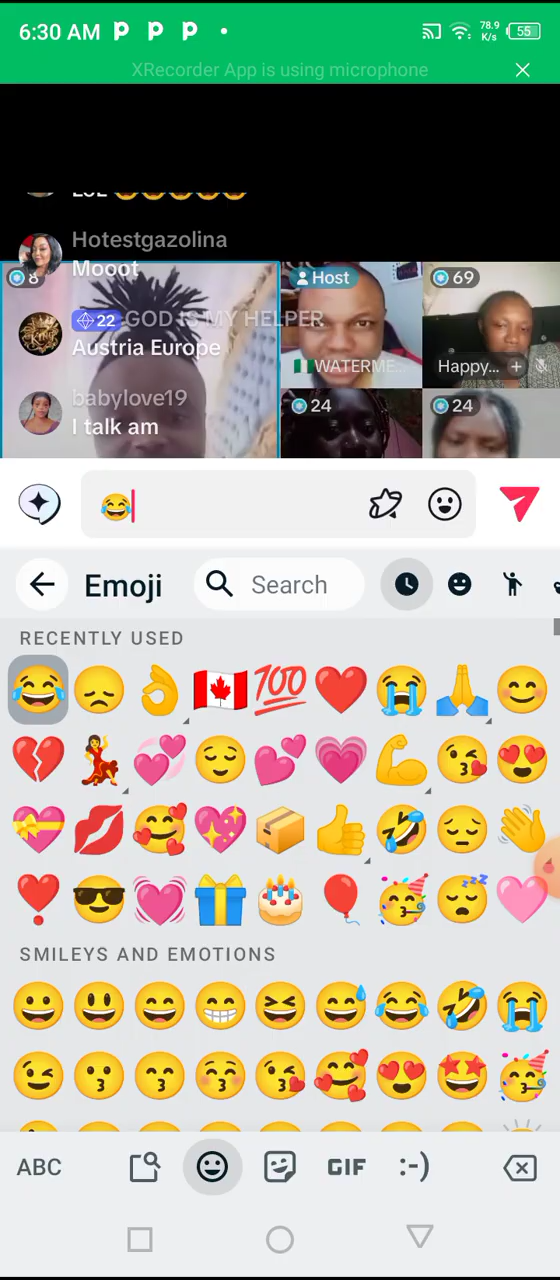 6:30 AM
78.9
K/s
55
XRecorder App is using microphone
LOL 😂😂😂😂😂
Hotestgazolina
Mooot
8
22 GOD IS MY HELPER
Austria Europe
babylove19
I talk am
Host
WATERME...
69
Happy... +
24
24
😂
Emoji
Search
RECENTLY USED
SMILEYS AND EMOTIONS
ABC
GIF
:-)